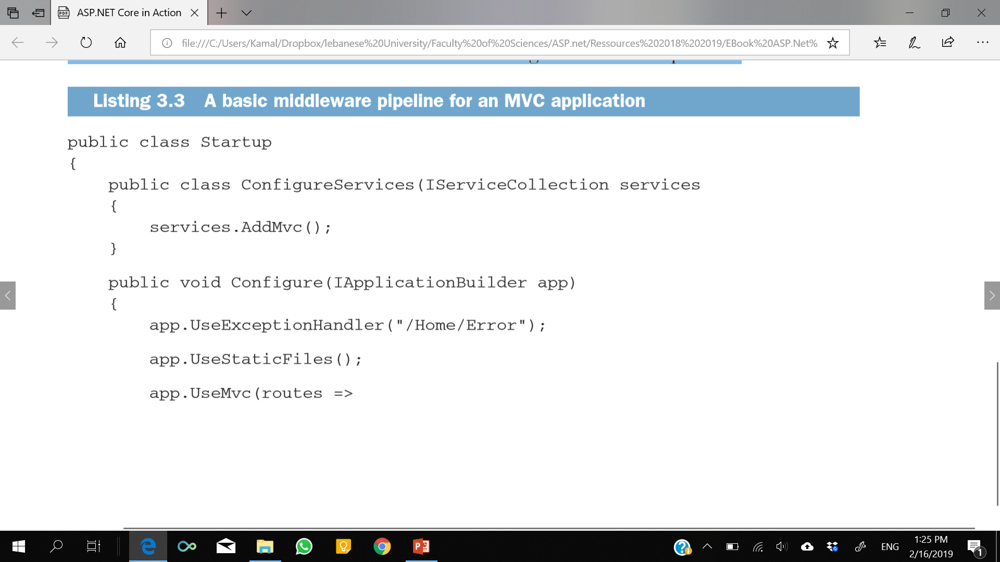 ASP.NET Core in Action
file:///C:/Users/Kamal/Dropbox/lebanese%20University/Faculty%20of%20Sciences/ASP.net/Ressources%202018%202019/EBook%20ASP.Net%
Listing 3.3 A basic middleware pipeline for an MVC application
public class Startup
{
public class ConfigureServices(IServiceCollection services
{
services.AddMvc();
}
public void Configure(IApplicationBuilder app)
{
app.UseExceptionHandler("/Home/Error");
app.UseStaticFiles();
app.UseMvc(routes =>
ENG
1:25 PM
2/16/2019
1